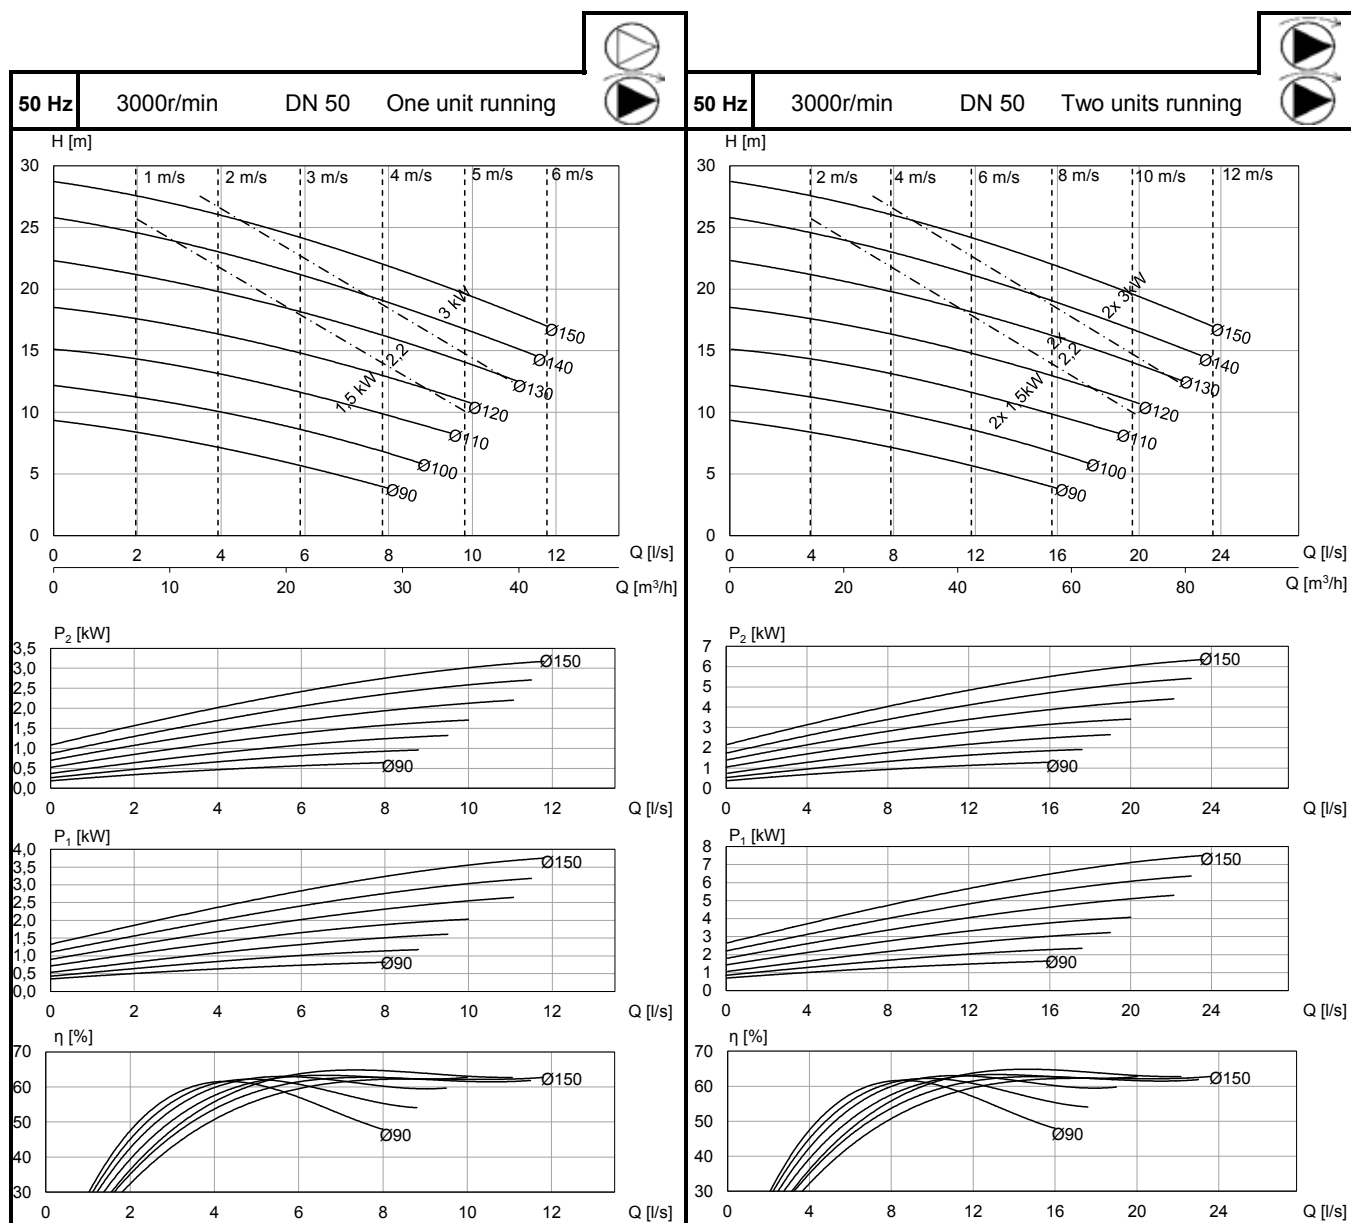 50 Hz 3000r/min DN 50 One unit running
H [m]
30 1 m/s 2 m/s 3 m/s 4 m/s 5 m/s 6 m/s
25
20
3 kW
Ø150
15
2,2
1,5 kW
Ø140
Ø130
10
Ø120
Ø110
Ø100
5
Ø90
0
0 2 4 6 8 10 12 Q [l/s]
0 10 20 30 40 Q [m³/h]
P₂ [kW]
3,5
3,0 Ø150
2,5
2,0
1,5
1,0
0,5 Ø90
0,0
0 2 4 6 8 10 12 Q [l/s]
P₁ [kW]
4,0
3,5 Ø150
3,0
2,5
2,0
1,5
1,0
0,5 Ø90
0,0
0 2 4 6 8 10 12 Q [l/s]
η [%]
70
60 Ø150
50
Ø90
40
30
0 2 4 6 8 10 12 Q [l/s]
50 Hz 3000r/min DN 50 Two units running
H [m]
30 2 m/s 4 m/s 6 m/s 8 m/s 10 m/s 12 m/s
25
20
2x 3kW
Ø150
15
2x
2,2
2x 1,5kW
Ø140
Ø130
10
Ø120
Ø110
Ø100
5
Ø90
0
0 4 8 12 16 20 24 Q [l/s]
0 20 40 60 80 Q [m³/h]
P₂ [kW]
7
6 Ø150
5
4
3
2
1 Ø90
0
0 4 8 12 16 20 24 Q [l/s]
P₁ [kW]
8
7 Ø150
6
5
4
3
2
1 Ø90
0
0 4 8 12 16 20 24 Q [l/s]
η [%]
70
60 Ø150
50
Ø90
40
30
0 4 8 12 16 20 24 Q [l/s]